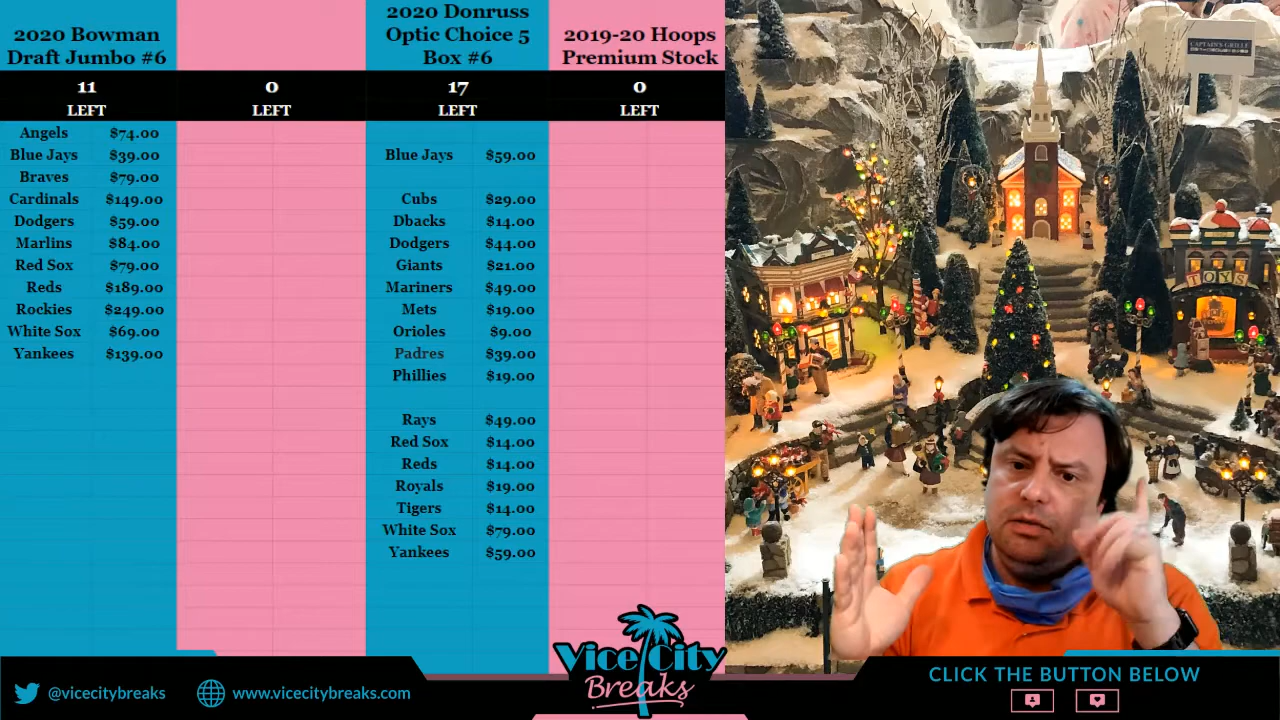 2020 Bowman
Draft Jumbo #6
11
LEFT
Angels $74.00
Blue Jays $39.00
Braves $79.00
Cardinals $149.00
Dodgers $59.00
Marlins $84.00
Red Sox $79.00
Reds $189.00
Rockies $249.00
White Sox $69.00
Yankees $139.00
0
LEFT
2020 Donruss
Optic Choice 5
Box #6
17
LEFT
Blue Jays $59.00
Cubs $29.00
Dbacks $14.00
Dodgers $44.00
Giants $21.00
Mariners $49.00
Mets $19.00
Orioles $9.00
Padres $39.00
Phillies $19.00
Rays $49.00
Red Sox $14.00
Reds $14.00
Royals $19.00
Tigers $14.00
White Sox $79.00
Yankees $59.00
2019-20 Hoops
Premium Stock
0
LEFT
CAPTAIN'S GRILLE
TOYS
@vicecitybreaks
www.vicecitybreaks.com
Vice City
Breaks
CLICK THE BUTTON BELOW